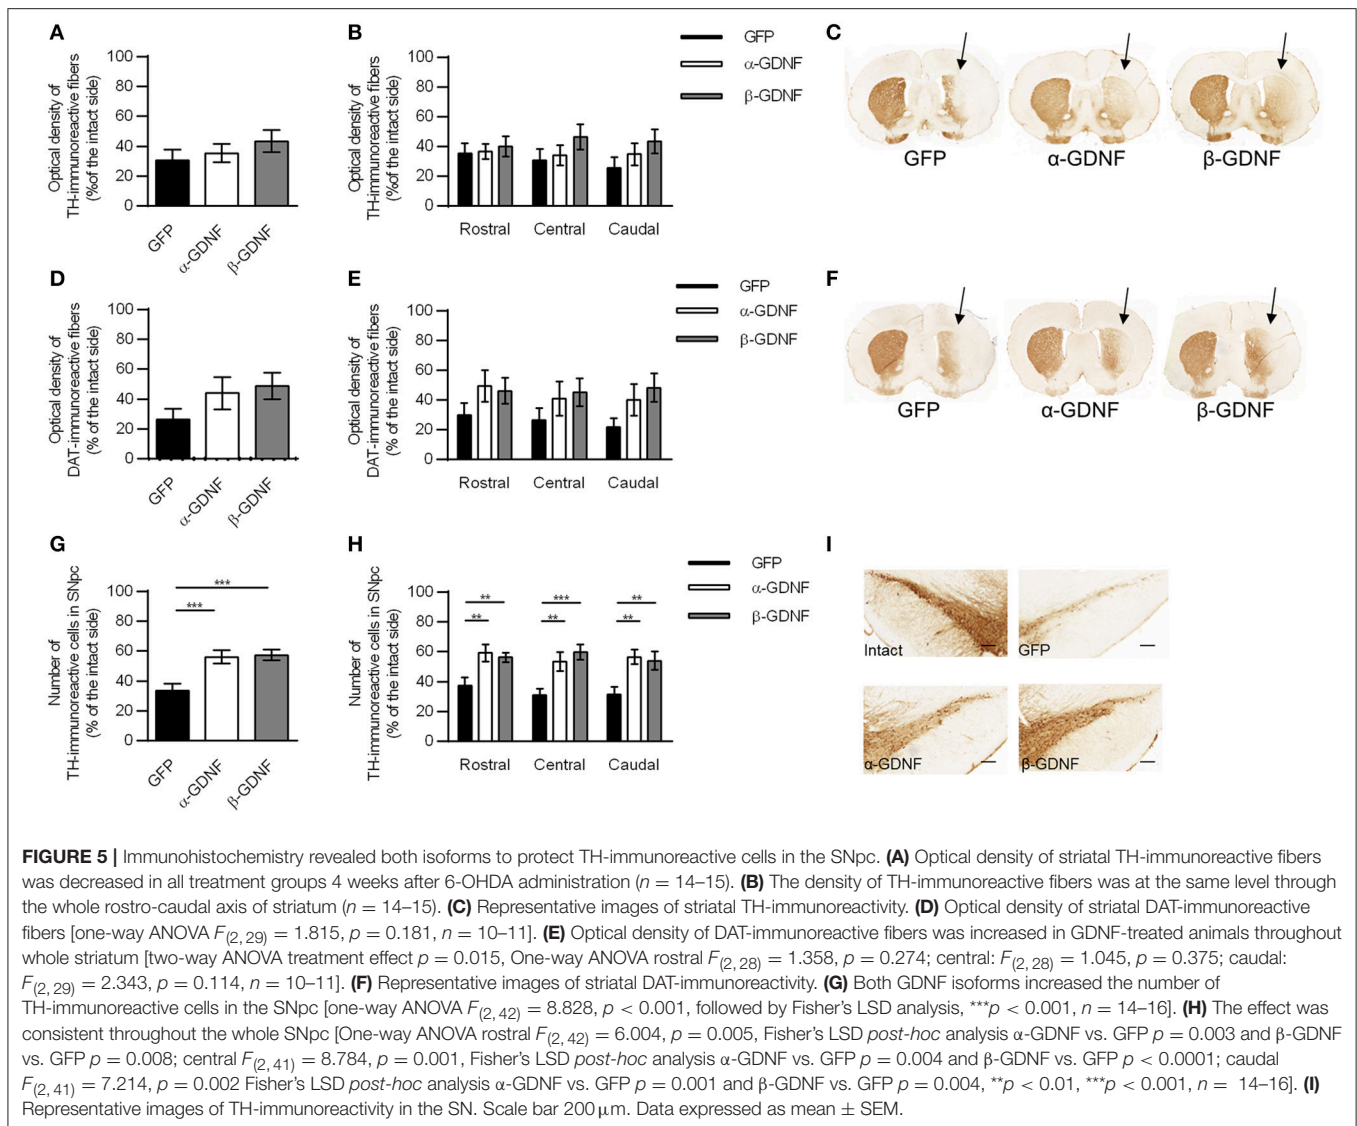 A
Optical density of
TH-immunoreactive fibers
(%of the intact side)
100
80
60
40
20
0
GFP
α-GDNF
β-GDNF
B
Optical density of
TH-immunoreactive fibers
(%of the intact side)
100
80
60
40
20
0
Rostral Central Caudal
GFP
α-GDNF
β-GDNF
C
GFP
α-GDNF
β-GDNF
D
Optical density of
DAT-immunoreactive fibers
(% of the intact side)
100
80
60
40
20
0
GFP
α-GDNF
β-GDNF
E
Optical density of
DAT-immunoreactive fibers
(% of the intact side)
100
80
60
40
20
0
Rostral Central Caudal
GFP
α-GDNF
β-GDNF
F
GFP
α-GDNF
β-GDNF
G
Number of
TH-immunoreactive cells in SNpc
(% of the intact side)
100
80
60
40
20
0
***
***
GFP
α-GDNF
β-GDNF
H
Number of
TH-immunoreactive cells in SNpc
(% of the intact side)
100
80
60
40
20
0
** *** **
** ** **
Rostral Central Caudal
GFP
α-GDNF
β-GDNF
I
Intact
GFP
α-GDNF
β-GDNF
FIGURE 5 | Immunohistochemistry revealed both isoforms to protect TH-immunoreactive cells in the SNpc. (A) Optical density of striatal TH-immunoreactive fibers
was decreased in all treatment groups 4 weeks after 6-OHDA administration (n = 14–15). (B) The density of TH-immunoreactive fibers was at the same level through
the whole rostro-caudal axis of striatum (n = 14–15). (C) Representative images of striatal TH-immunoreactivity. (D) Optical density of striatal DAT-immunoreactive
fibers [one-way ANOVA F(2, 29) = 1.815, p = 0.181, n = 10–11]. (E) Optical density of DAT-immunoreactive fibers was increased in GDNF-treated animals throughout
whole striatum [two-way ANOVA treatment effect p = 0.015, One-way ANOVA rostral F(2, 28) = 1.358, p = 0.274; central: F(2, 28) = 1.045, p = 0.375; caudal:
F(2, 29) = 2.343, p = 0.114, n = 10–11]. (F) Representative images of striatal DAT-immunoreactivity. (G) Both GDNF isoforms increased the number of
TH-immunoreactive cells in the SNpc [one-way ANOVA F(2, 42) = 8.828, p < 0.001, followed by Fisher's LSD analysis, ***p < 0.001, n = 14–16]. (H) The effect was
consistent throughout the whole SNpc [One-way ANOVA rostral F(2, 42) = 6.004, p = 0.005, Fisher's LSD post-hoc analysis α-GDNF vs. GFP p = 0.003 and β-GDNF
vs. GFP p = 0.008; central F(2, 41) = 8.784, p = 0.001, Fisher's LSD post-hoc analysis α-GDNF vs. GFP p = 0.004 and β-GDNF vs. GFP p < 0.0001; caudal
F(2, 41) = 7.214, p = 0.002 Fisher's LSD post-hoc analysis α-GDNF vs. GFP p = 0.001 and β-GDNF vs. GFP p = 0.004, **p < 0.01, ***p < 0.001, n = 14–16]. (I)
Representative images of TH-immunoreactivity in the SN. Scale bar 200 μm. Data expressed as mean ± SEM.